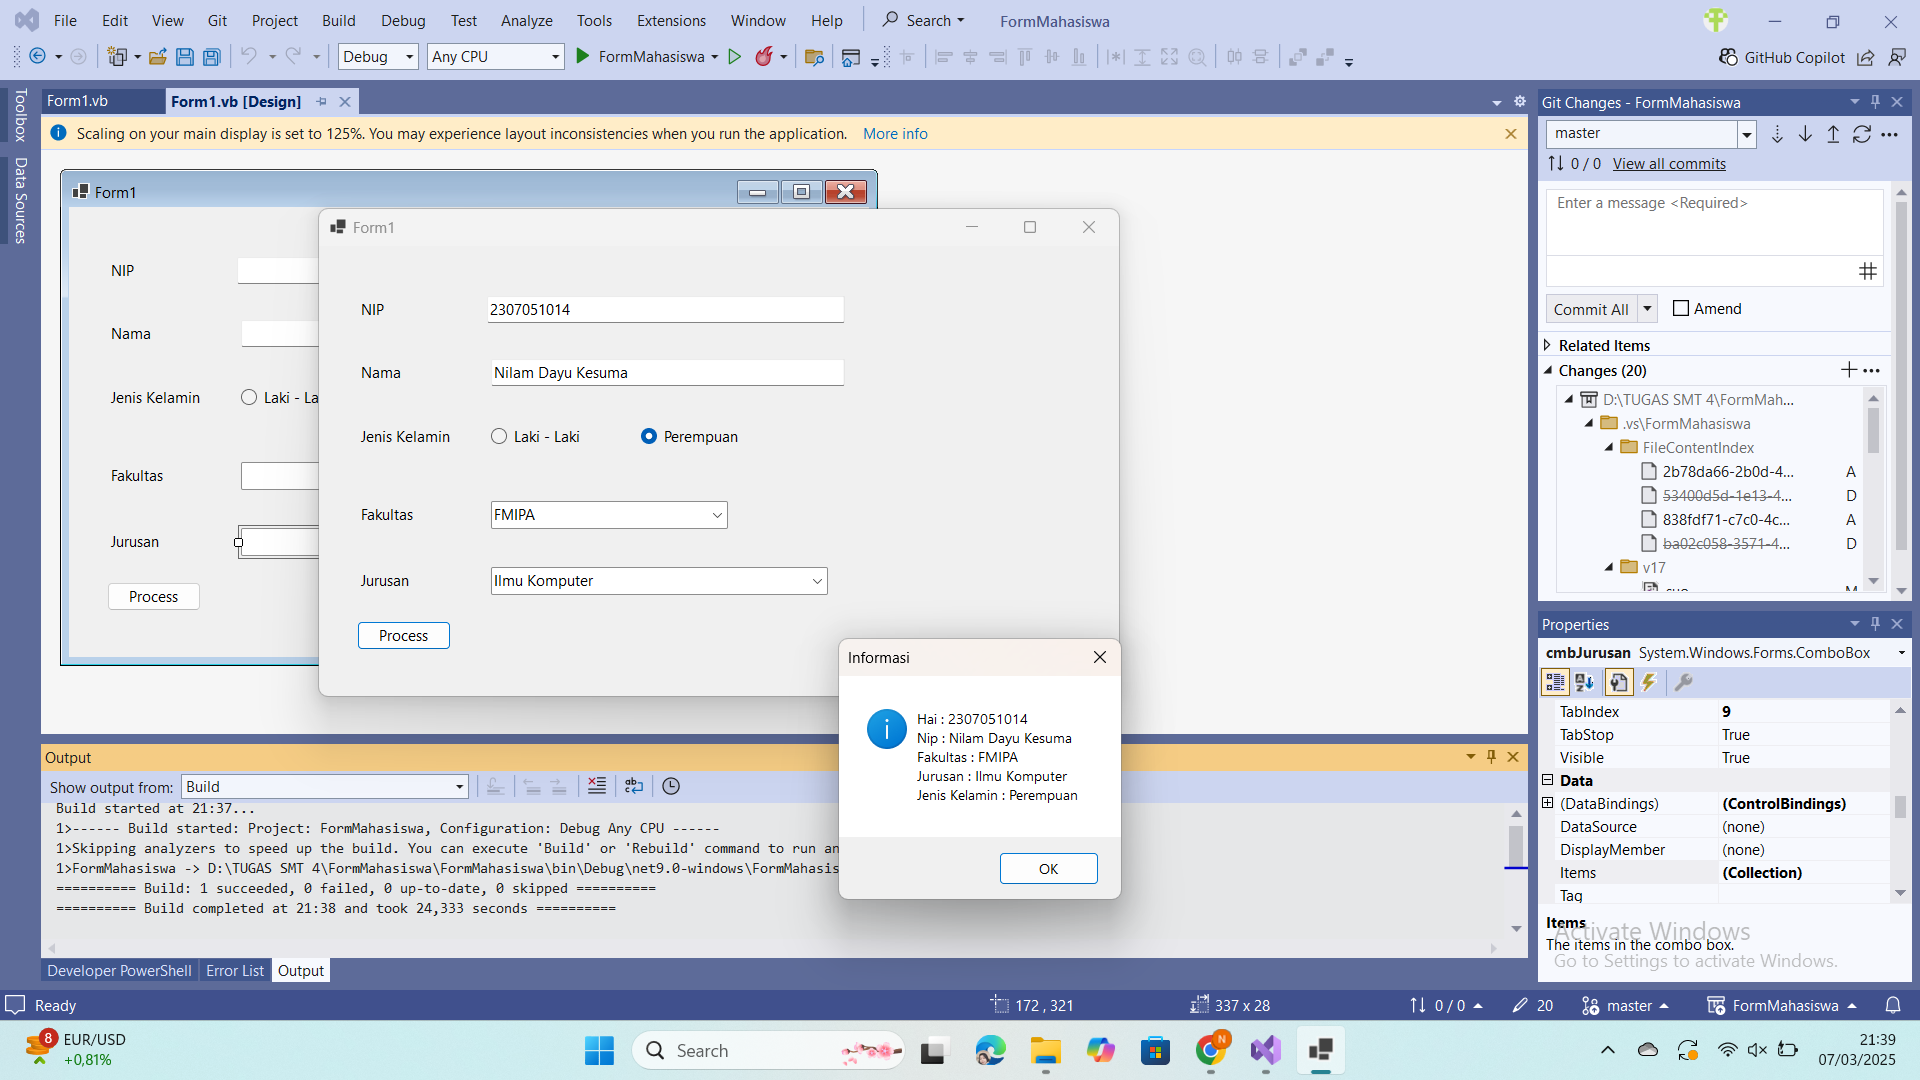 File Edit View Git Project Build Debug Test Analyze Tools Extensions Window Help Search FormMahasiswa
Debug Any CPU FormMahasiswa GitHub Copilot
Toolbox
Data Sources
Form1.vb Form1.vb [Design]
Scaling on your main display is set to 125%. You may experience layout inconsistencies when you run the application. More info
Form1
NIP
Nama
Jenis Kelamin Laki - La
Fakultas
Jurusan
Process
Form1
NIP 2307051014
Nama Nilam Dayu Kesuma
Jenis Kelamin Laki - Laki Perempuan
Fakultas FMIPA
Jurusan Ilmu Komputer
Process
Informasi
Hai : 2307051014
Nip : Nilam Dayu Kesuma
Fakultas : FMIPA
Jurusan : Ilmu Komputer
Jenis Kelamin : Perempuan
OK
Output
Show output from: Build
Build started at 21:37...
1>------ Build started: Project: FormMahasiswa, Configuration: Debug Any CPU ------
1>Skipping analyzers to speed up the build. You can execute 'Build' or 'Rebuild' command to run an
1>FormMahasiswa -> D:\TUGAS SMT 4\FormMahasiswa\FormMahasiswa\bin\Debug\net9.0-windows\FormMahasis
========== Build: 1 succeeded, 0 failed, 0 up-to-date, 0 skipped ==========
========== Build completed at 21:38 and took 24,333 seconds ==========
Developer PowerShell Error List Output
Git Changes - FormMahasiswa
master
0 / 0 View all commits
Enter a message <Required>
Commit All Amend
Related Items
Changes (20)
D:\TUGAS SMT 4\FormMah...
.vs\FormMahasiswa
FileContentIndex
2b78da66-2b0d-4... A
53400d5d-1e13-4... D
838fdf71-c7c0-4c... A
ba02c058-3571-4... D
v17
Properties
cmbJurusan System.Windows.Forms.ComboBox
TabIndex 9
TabStop True
Visible True
Data
(DataBindings) (ControlBindings)
DataSource (none)
DisplayMember (none)
Items (Collection)
Tag
Items
The items in the combo box.
Activate Windows
Go to Settings to activate Windows.
Ready 172 , 321 337 x 28 0 / 0 20 master FormMahasiswa
8 EUR/USD
+0,81%
Search
N
21:39
07/03/2025